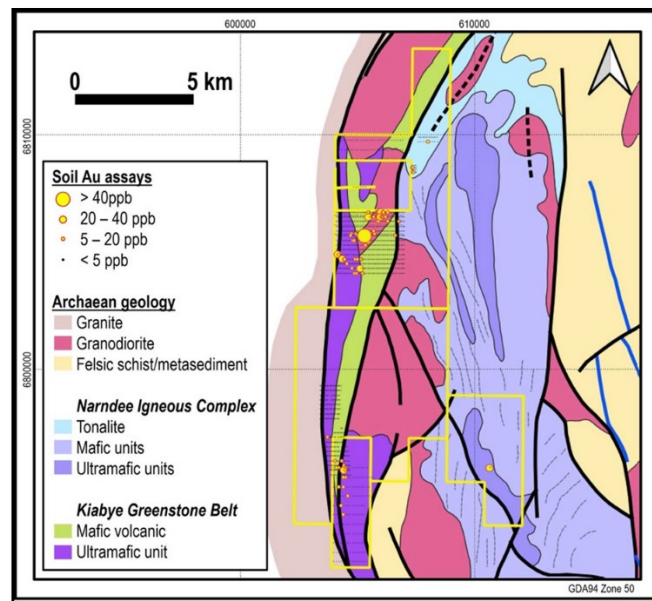 600000 610000
0 5 km
6810000
Soil Au assays
> 40ppb
20 – 40 ppb
5 – 20 ppb
< 5 ppb
Archaean geology
Granite
Granodiorite
Felsic schist/metasediment
6800000
Narndee Igneous Complex
Tonalite
Mafic units
Ultramafic units
Kiabye Greenstone Belt
Mafic volcanic
Ultramafic unit
GDA94 Zone 50